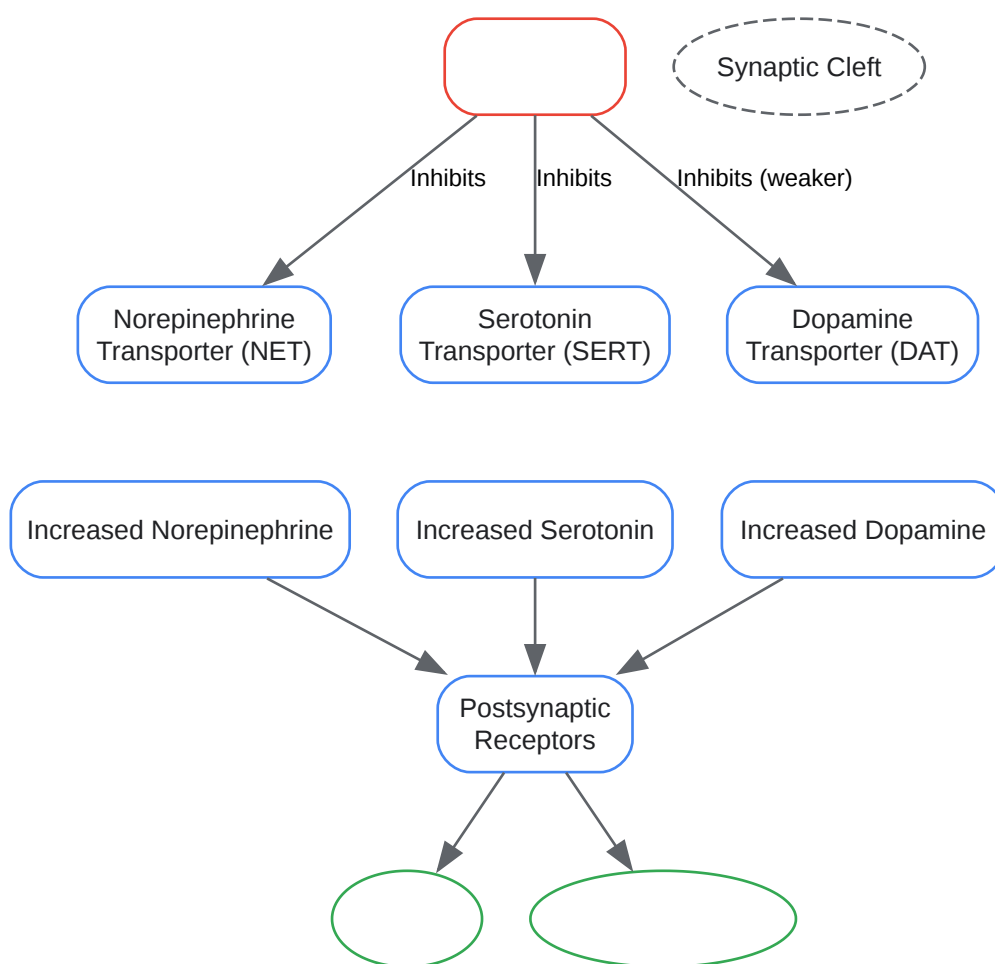 Synaptic Cleft
Inhibits
Inhibits
Inhibits (weaker)
Norepinephrine
Transporter (NET)
Serotonin
Transporter (SERT)
Dopamine
Transporter (DAT)
Increased Norepinephrine
Increased Serotonin
Increased Dopamine
Postsynaptic
Receptors